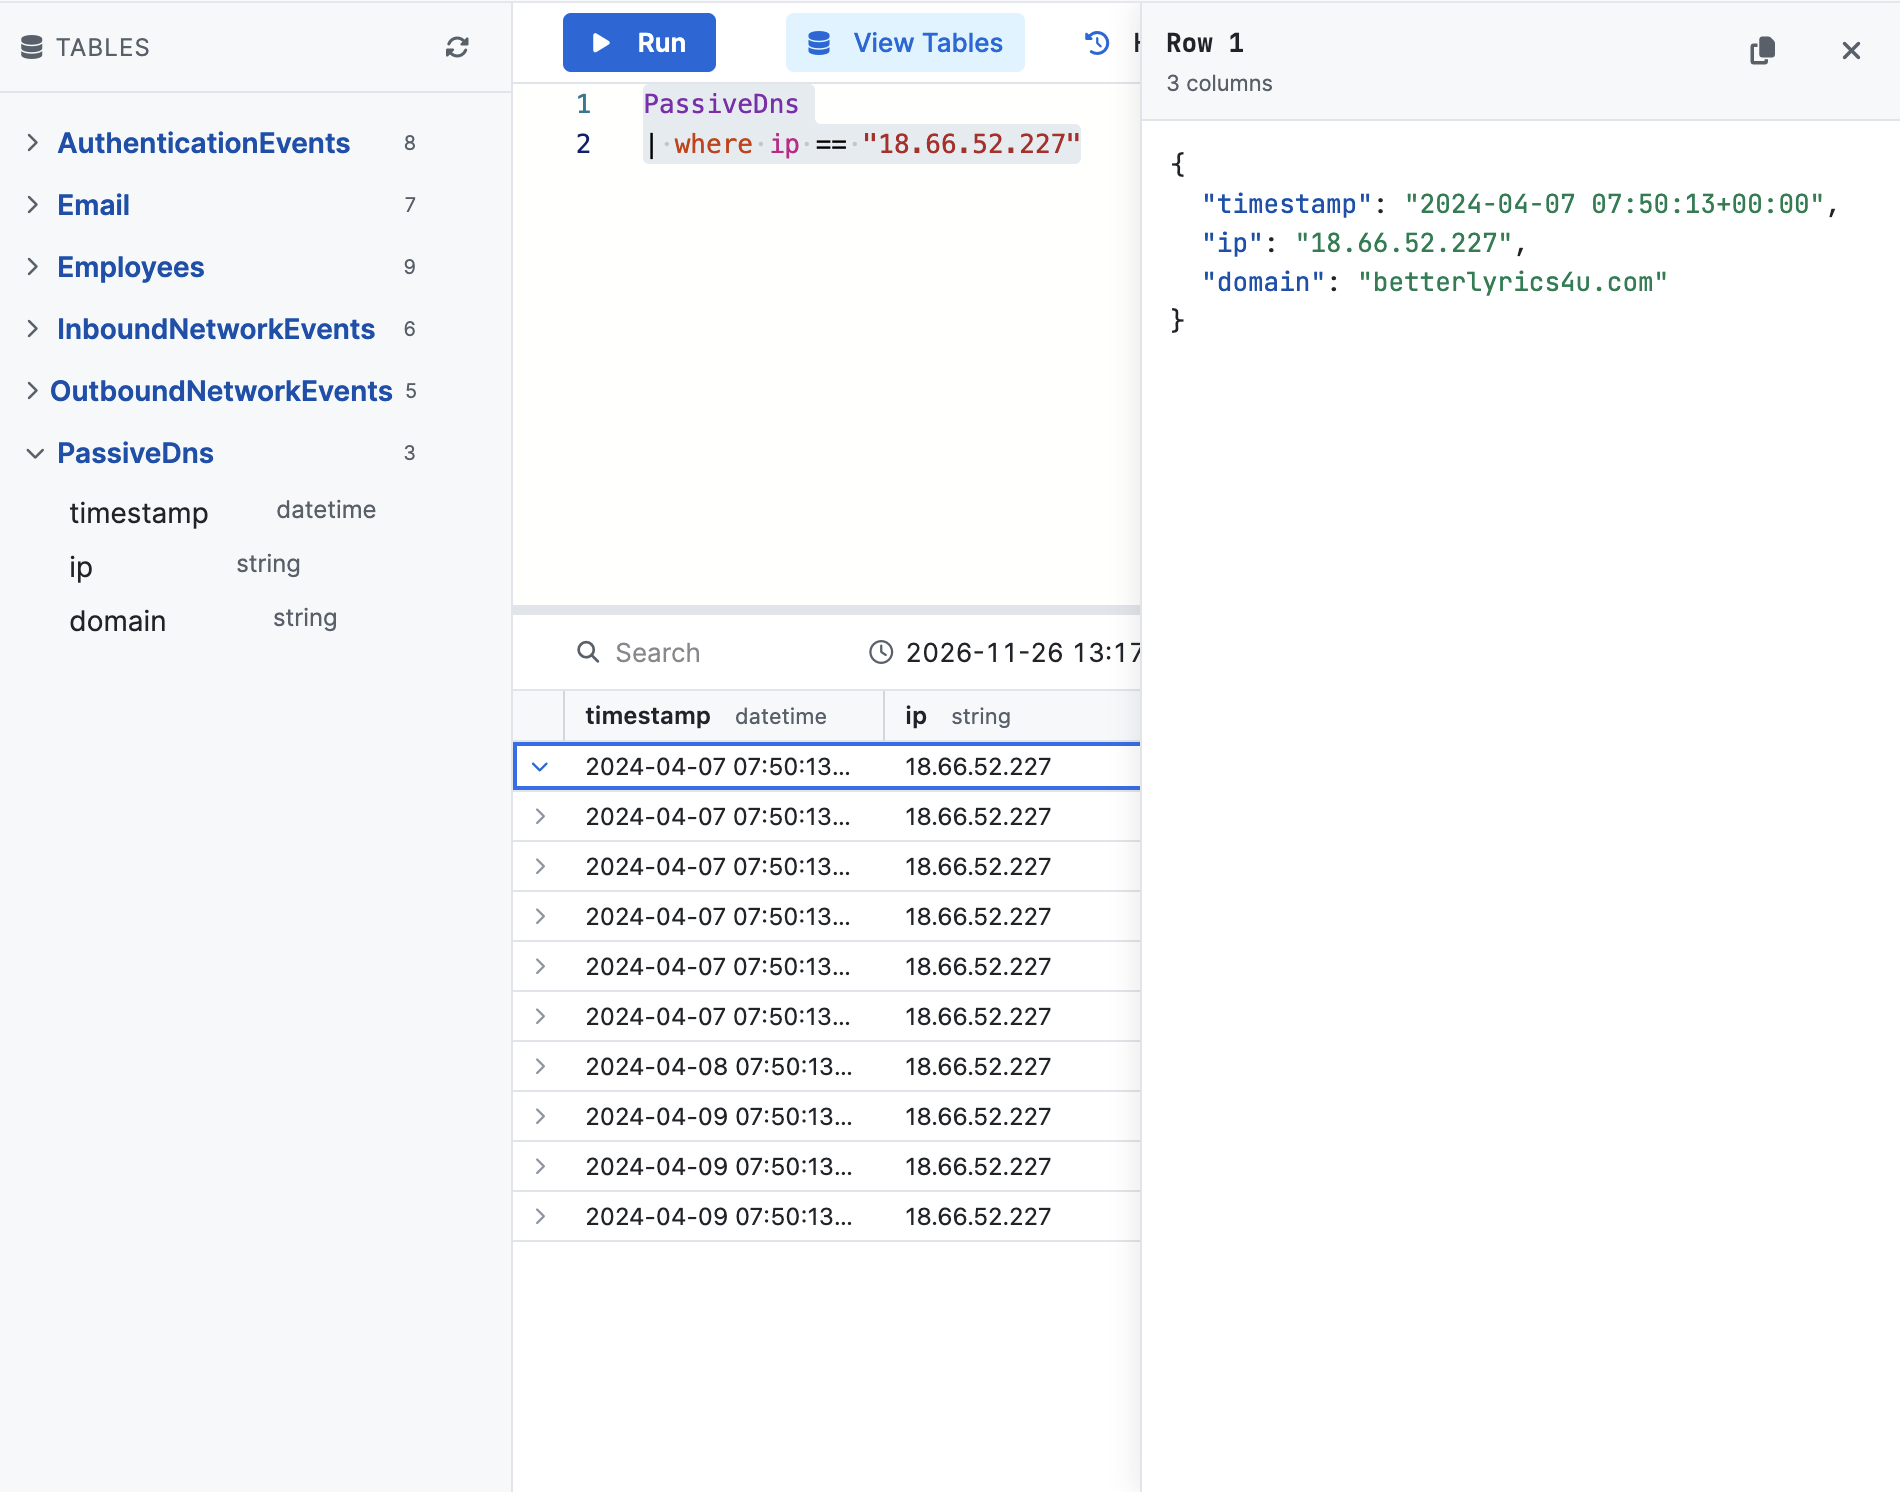 TABLES
AuthenticationEvents 8
Email 7
Employees 9
InboundNetworkEvents 6
OutboundNetworkEvents 5
PassiveDns 3
timestamp datetime
ip string
domain string
Run View Tables
1 PassiveDns
2 | where ip == "18.66.52.227"
Search 2026-11-26 13:17
timestamp datetime ip string
2024-04-07 07:50:13... 18.66.52.227
2024-04-07 07:50:13... 18.66.52.227
2024-04-07 07:50:13... 18.66.52.227
2024-04-07 07:50:13... 18.66.52.227
2024-04-07 07:50:13... 18.66.52.227
2024-04-07 07:50:13... 18.66.52.227
2024-04-08 07:50:13... 18.66.52.227
2024-04-09 07:50:13... 18.66.52.227
2024-04-09 07:50:13... 18.66.52.227
2024-04-09 07:50:13... 18.66.52.227
Row 1
3 columns
{
"timestamp": "2024-04-07 07:50:13+00:00",
"ip": "18.66.52.227",
"domain": "betterlyrics4u.com"
}